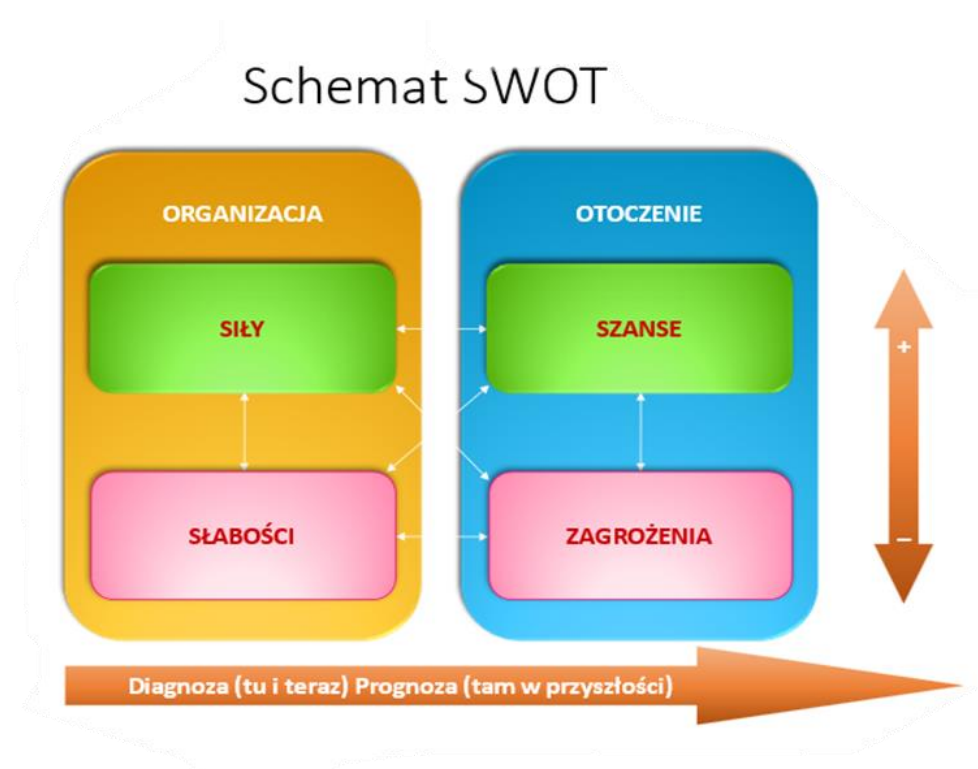 Schemat SWOT
ORGANIZACJA
OTOCZENIE
SIŁY
SZANSE
+
SŁABOŚCI
ZAGROŻENIA
–
Diagnoza (tu i teraz) Prognoza (tam w przyszłości)